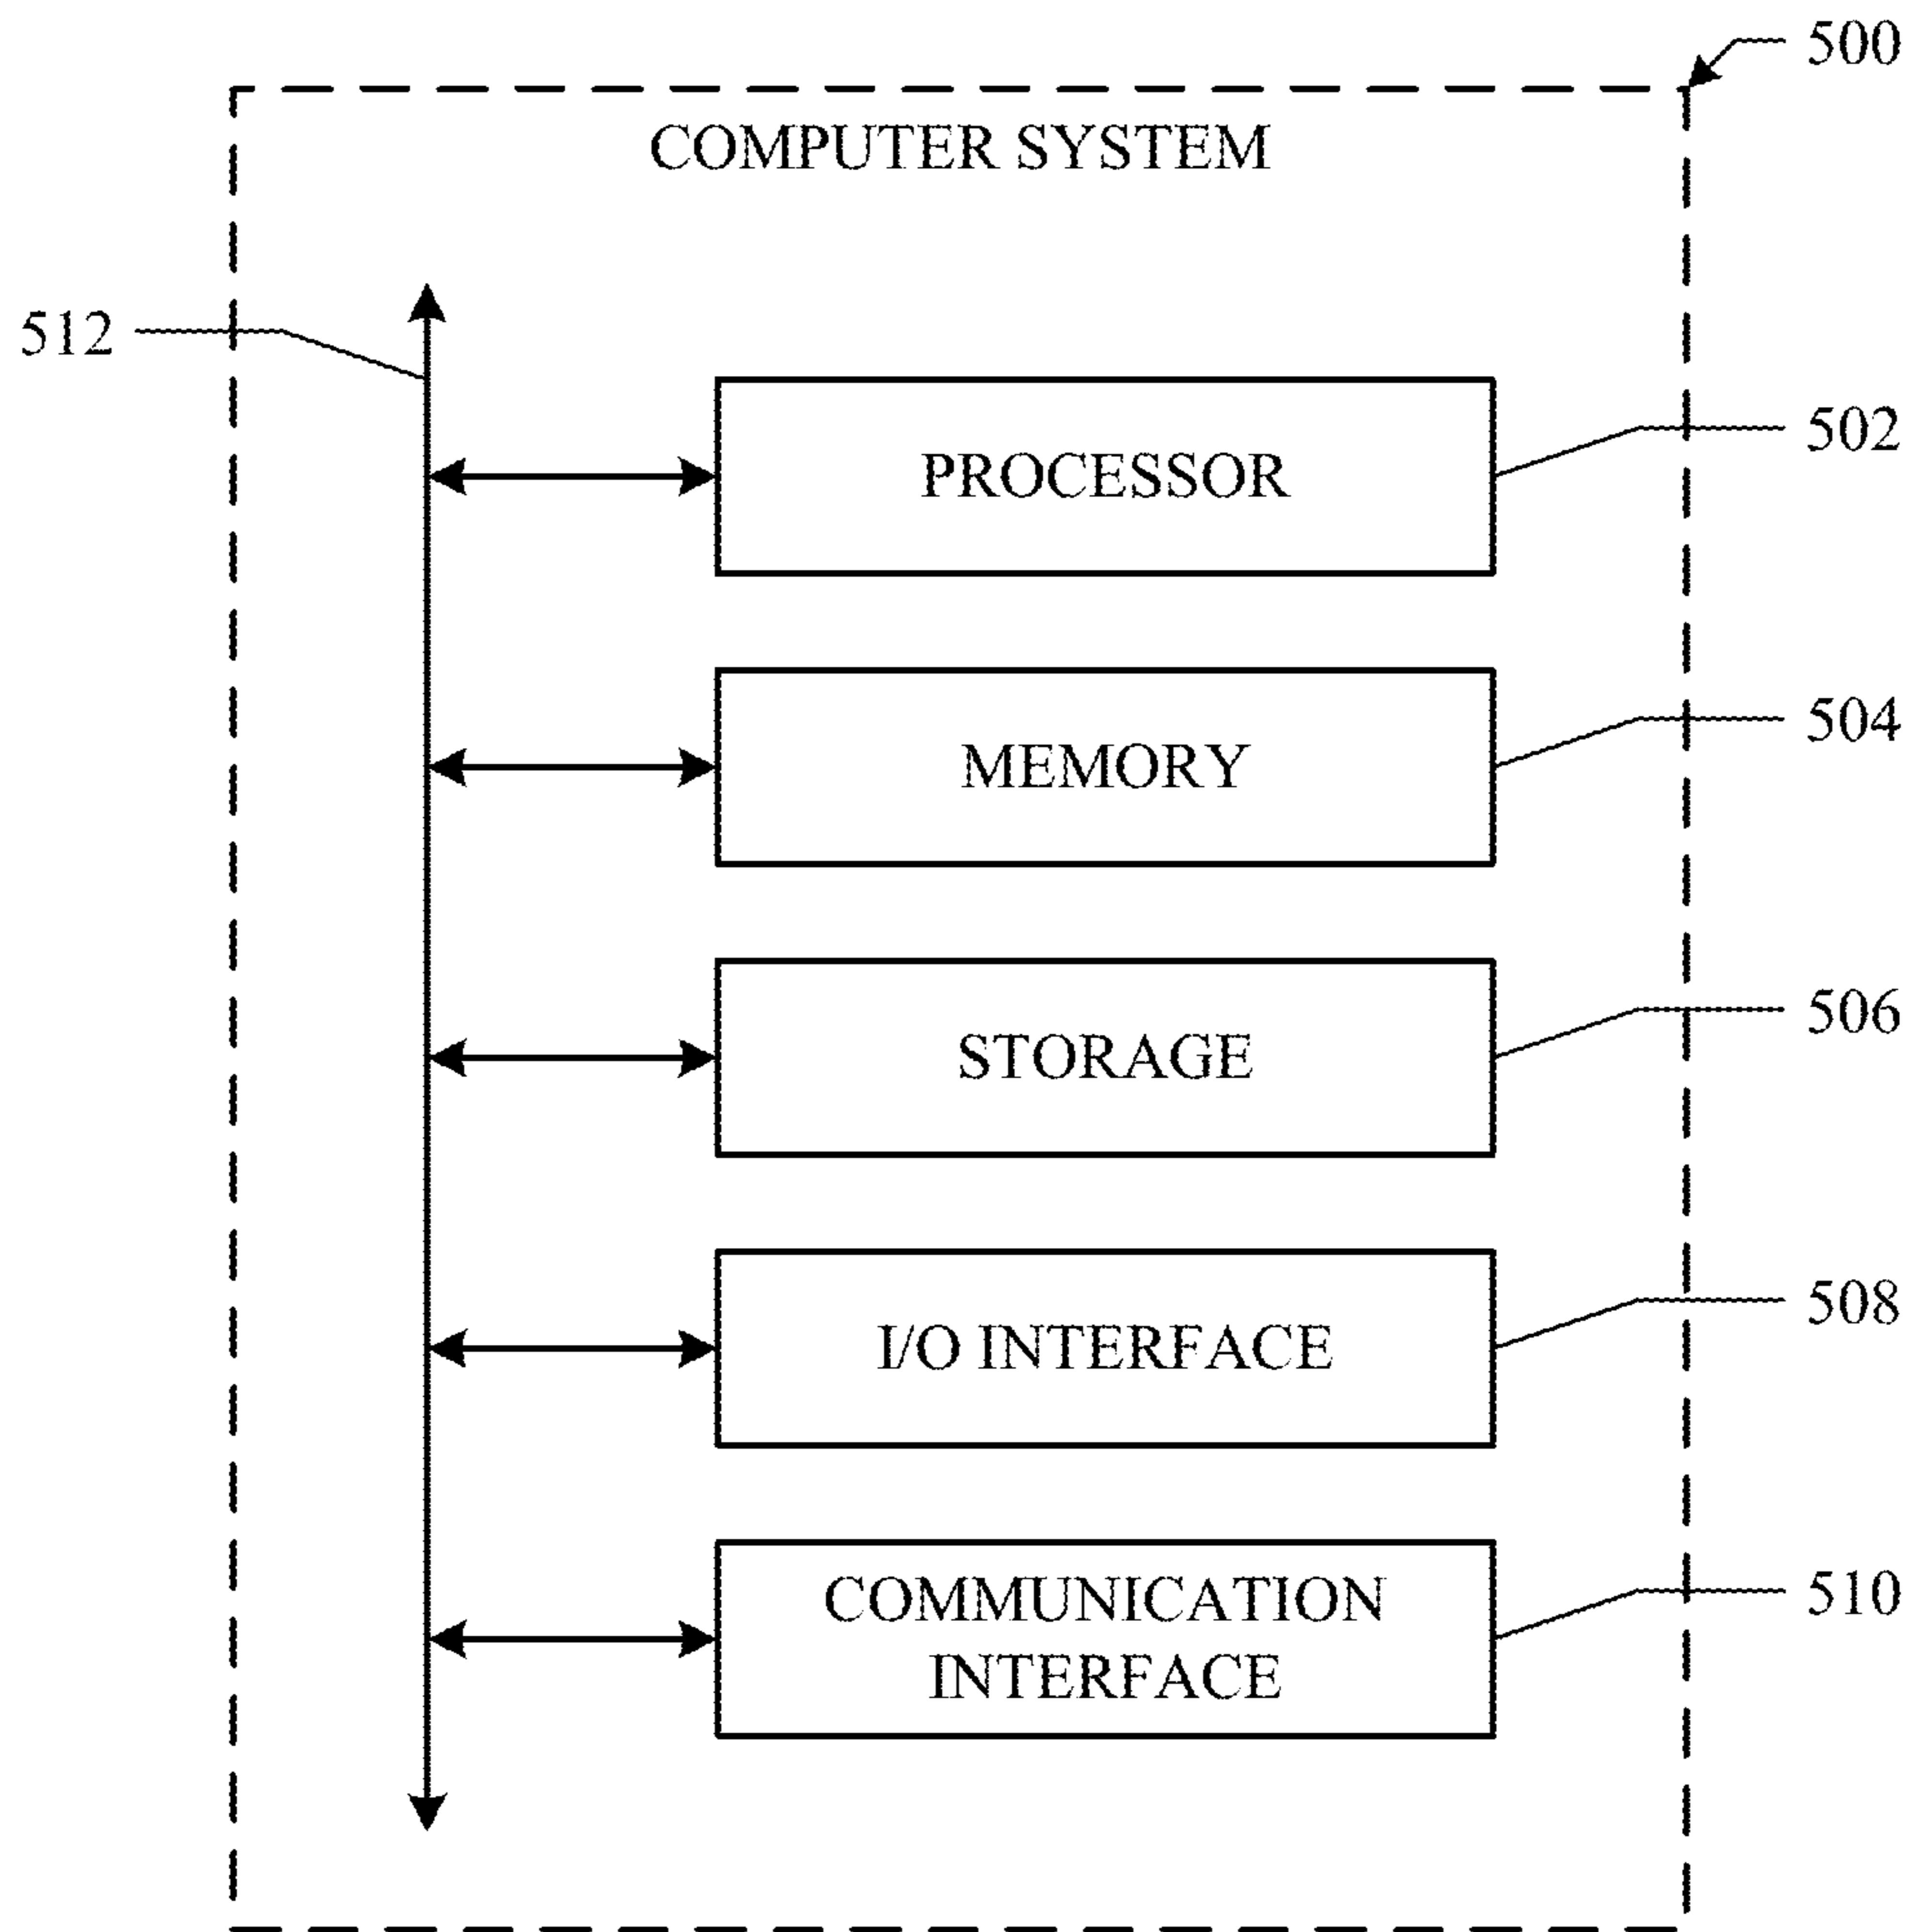 500
COMPUTER SYSTEM
512
PROCESSOR
502
MEMORY
504
STORAGE
506
I/O INTERFACE
508
COMMUNICATION
INTERFACE
510